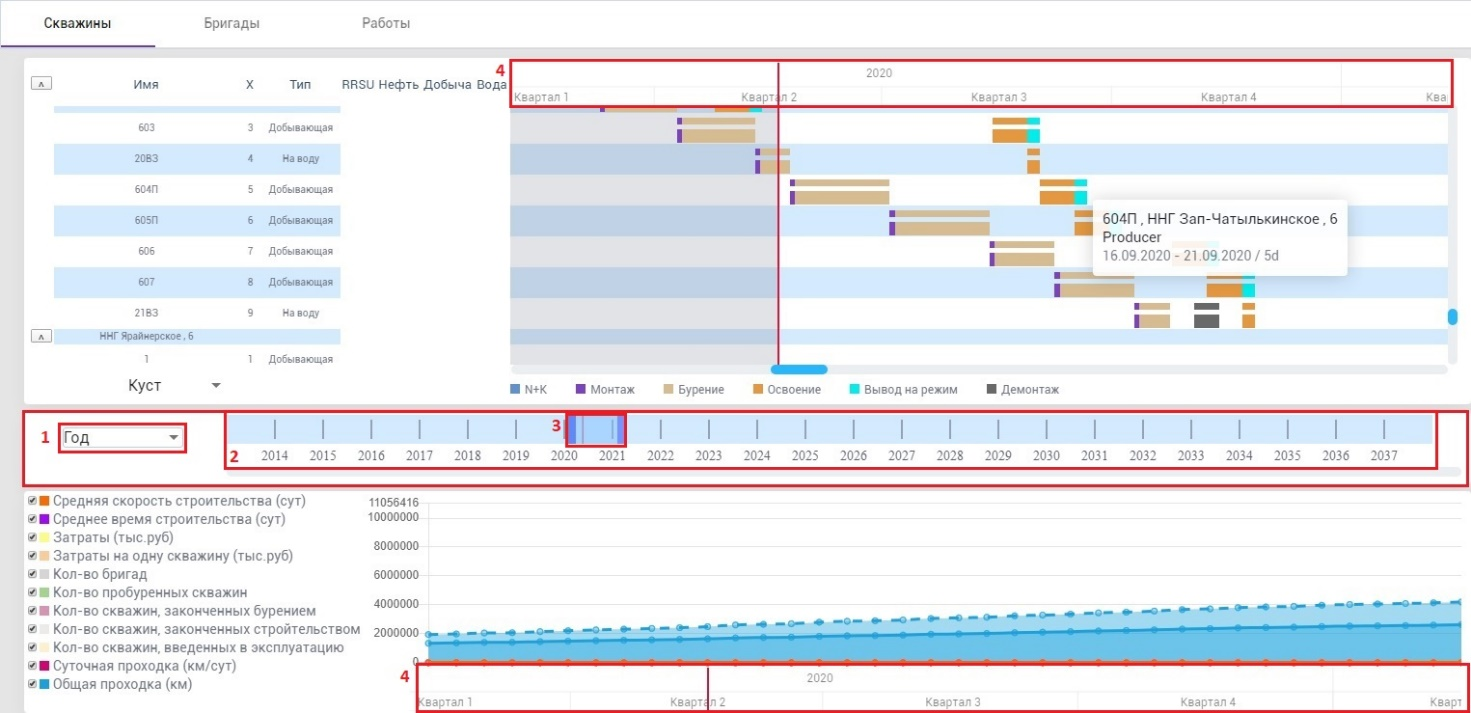 Скважины Бригады Работы
4
2020
Имя X Тип RRSU Нефть Добыча Вода
Квартал 1 Квартал 2 Квартал 3 Квартал 4 Ква
603 3 Добывающая
20В3 4 На воду
604П 5 Добывающая
605П 6 Добывающая
606 7 Добывающая
607 8 Добывающая
21В3 9 На воду
ННГ Ярайнерское , 6
1 1 Добывающая
604П , ННГ Зап-Чатылькинское , 6
Producer
16.09.2020 - 21.09.2020 / 5d
Куст
N+K Монтаж Бурение Освоение Вывод на режим Демонтаж
1 Год
3
2
2014 2015 2016 2017 2018 2019 2020 2021 2022 2023 2024 2025 2026 2027 2028 2029 2030 2031 2032 2033 2034 2035 2036 2037
Средняя скорость строительства (сут)
Среднее время строительства (сут)
Затраты (тыс.руб)
Затраты на одну скважину (тыс.руб)
Кол-во бригад
Кол-во пробуренных скважин
Кол-во скважин, законченных бурением
Кол-во скважин, законченных стройтельством
Кол-во скважин, введенных в эксплуатацию
Суточная проходка (км/сут)
Общая проходка (км)
11056416
10000000
8000000
6000000
4000000
2000000
0
4
2020
Квартал 1 Квартал 2 Квартал 3 Квартал 4 Кварт